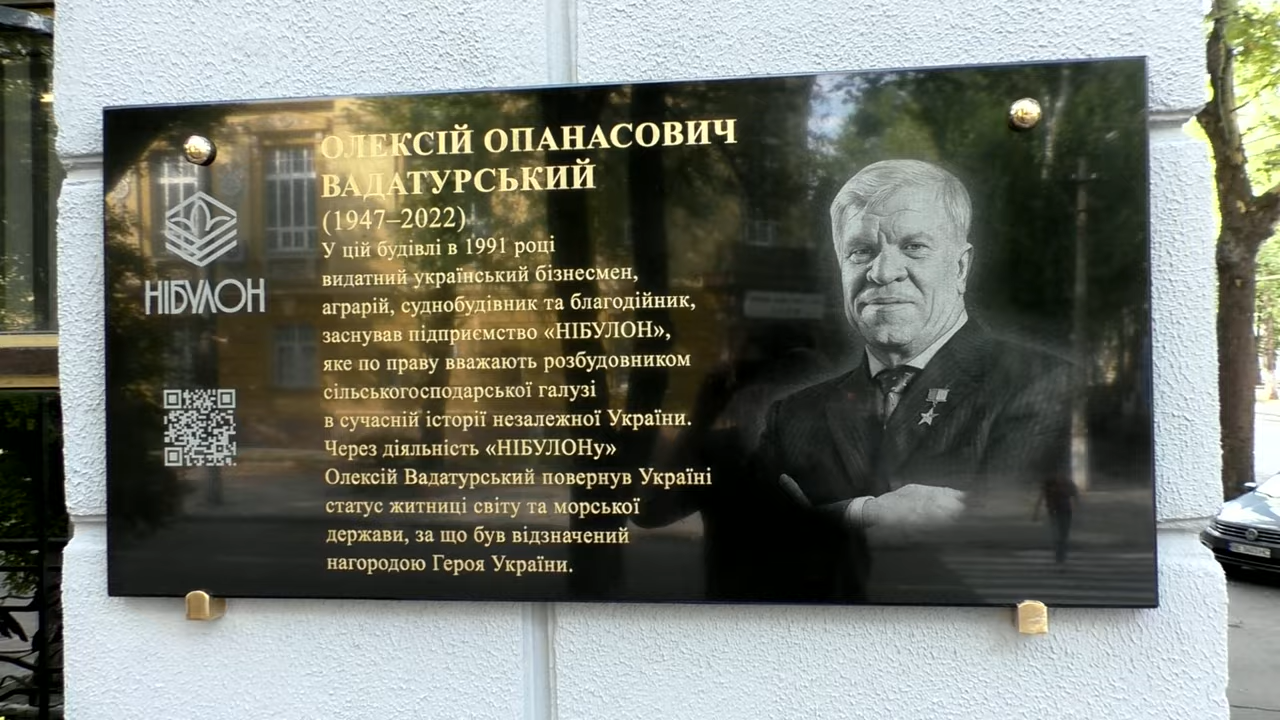 НІБУЛОН
ОЛЕКСІЙ ОПАНАСОВИЧ
ВАДАТУРСЬКИЙ
(1947–2022)
У цій будівлі в 1991 році
видатний український бізнесмен,
аграрій, суднобудівник та благодійник,
заснував підприємство «НІБУЛОН»,
яке по праву вважають розбудовником
сільськогосподарської галузі
в сучасній історії незалежної України.
Через діяльність «НІБУЛОНу»
Олексій Вадатурський повернув Україні
статус житниці світу та морської
держави, за що був відзначений
нагородою Героя України.